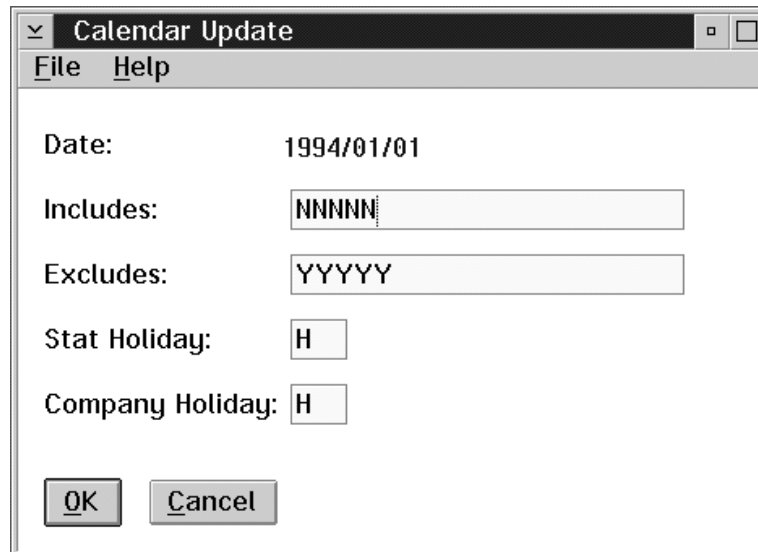 Calendar Update
File Help
Date: 1994/01/01
Includes: NNNNN
Excludes: YYYYY
Stat Holiday: H
Company Holiday: H
OK Cancel